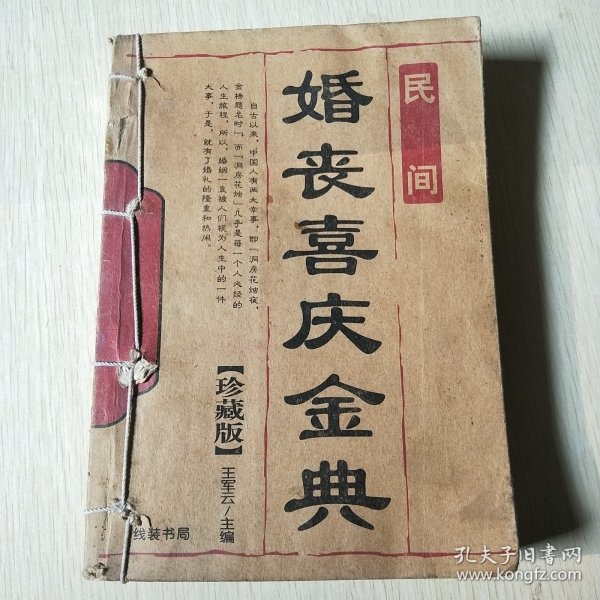 民间
婚丧喜庆金典
自古以来,中国人有两大幸事,即“洞房花烛夜,
金榜题名时”,而“洞房花烛”几乎是每一个人必经的
人生旅程,所以,婚姻一直被人们视为人生中的一件
大事,于是,就有了婚礼的隆重和热闹。
【珍藏版】
王军云/主编
线装书局
孔夫子旧书网
www.kongfz.com